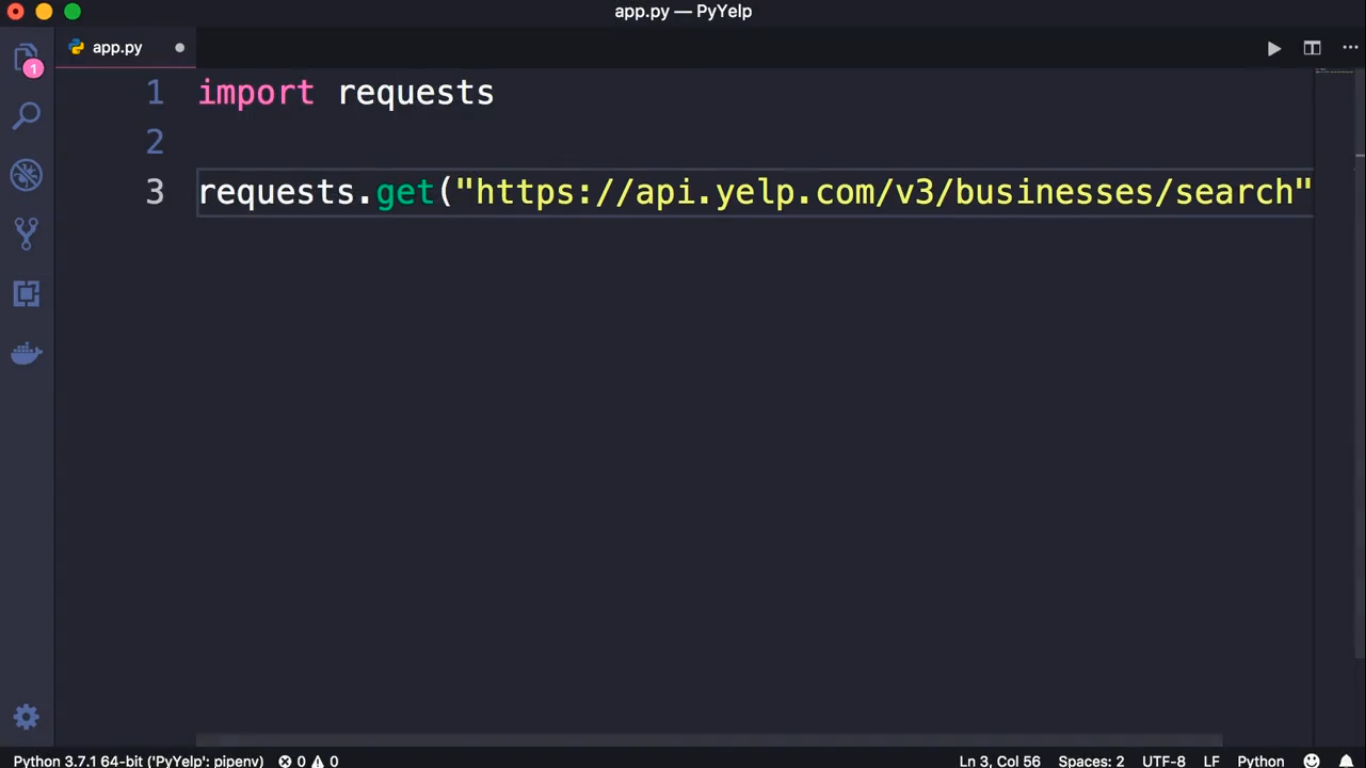 app.py — PyYelp
app.py
1
1 import requests
2
3 requests.get("https://api.yelp.com/v3/businesses/search"
Python 3.7.1 64-bit ('PyYelp': pipenv) 0 0 Ln 3, Col 56 Spaces: 2 UTF-8 LF Python